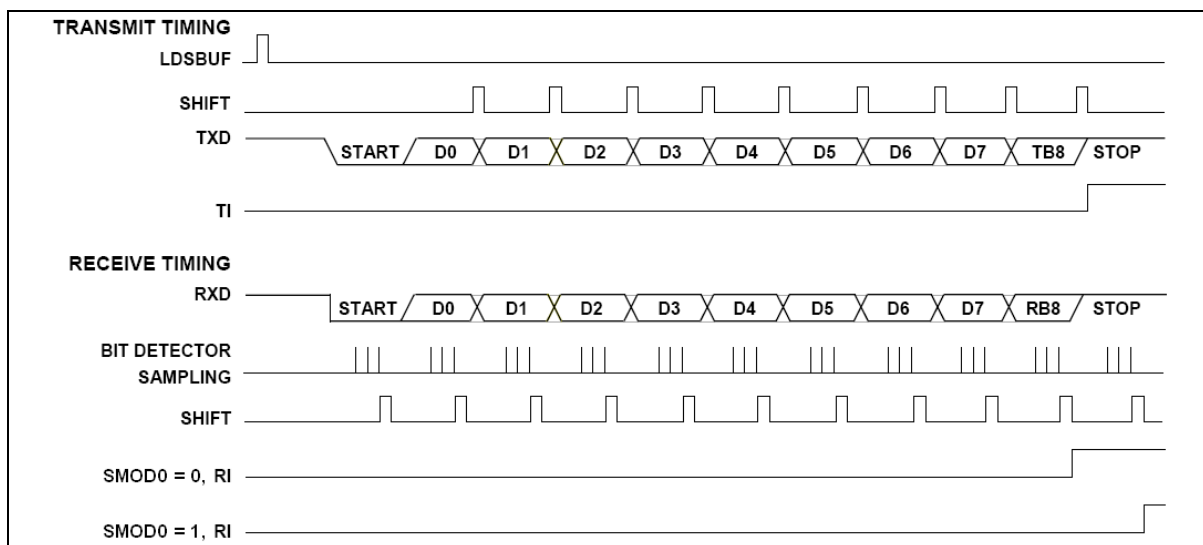 TRANSMIT TIMING
LDSBUF
SHIFT
TXD START D0 D1 D2 D3 D4 D5 D6 D7 TB8 STOP
TI
RECEIVE TIMING
RXD START D0 D1 D2 D3 D4 D5 D6 D7 RB8 STOP
BIT DETECTOR
SAMPLING
SHIFT
SMOD0 = 0, RI
SMOD0 = 1, RI